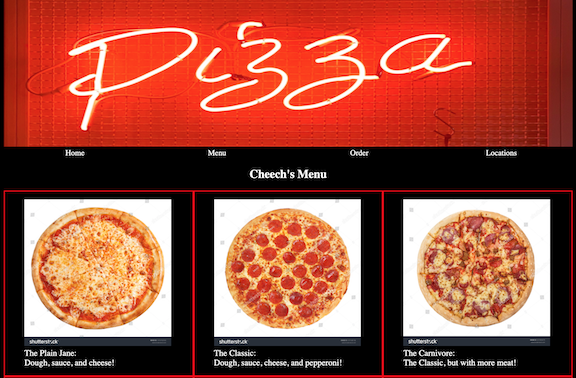 Pizza
Home Menu Order Locations
Cheech's Menu
shutterstock
shutterstock
shutterstock
The Plain Jane:
Dough, sauce, and cheese!
The Classic:
Dough, sauce, cheese, and pepperoni!
The Carnivore:
The Classic, but with more meat!